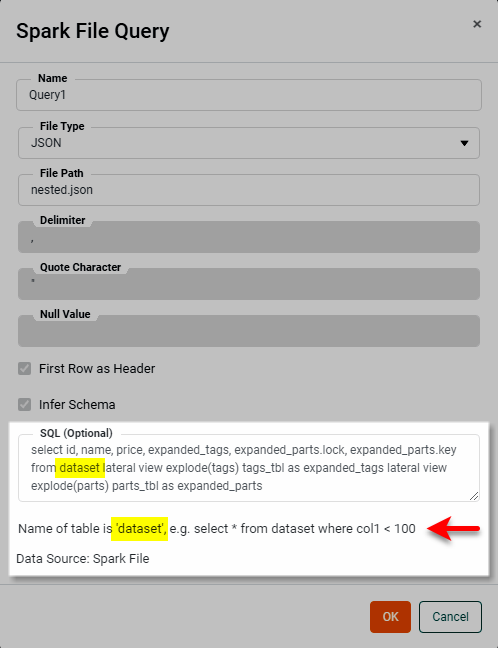 Spark File Query
×
Name
Query1
File Type
JSON
File Path
nested.json
Delimiter
,
Quote Character
"
Null Value
First Row as Header
Infer Schema
SQL (Optional)
select id, name, price, expanded_tags, expanded_parts.lock, expanded_parts.key
from dataset lateral view explode(tags) tags_tbl as expanded_tags lateral view
explode(parts) parts_tbl as expanded_parts
Name of table is 'dataset', e.g. select * from dataset where col1 < 100
Data Source: Spark File
OK
Cancel